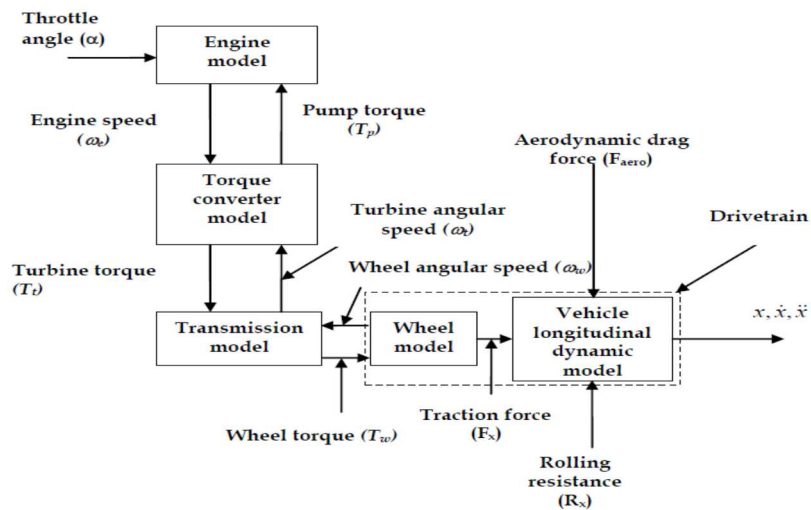 Throttle
angle (α)
Engine
model
Engine speed
(ωe)
Pump torque
(Tp)
Aerodynamic drag
force (Faero)
Torque
converter
model
Turbine angular
speed (ωt)
Drivetrain
Turbine torque
(Tt)
Wheel angular speed (ωw)
Transmission
model
Wheel
model
Vehicle
longitudinal
dynamic
model
x, ẋ, ẍ
Wheel torque (Tw)
Traction force
(Fx)
Rolling
resistance
(Rx)